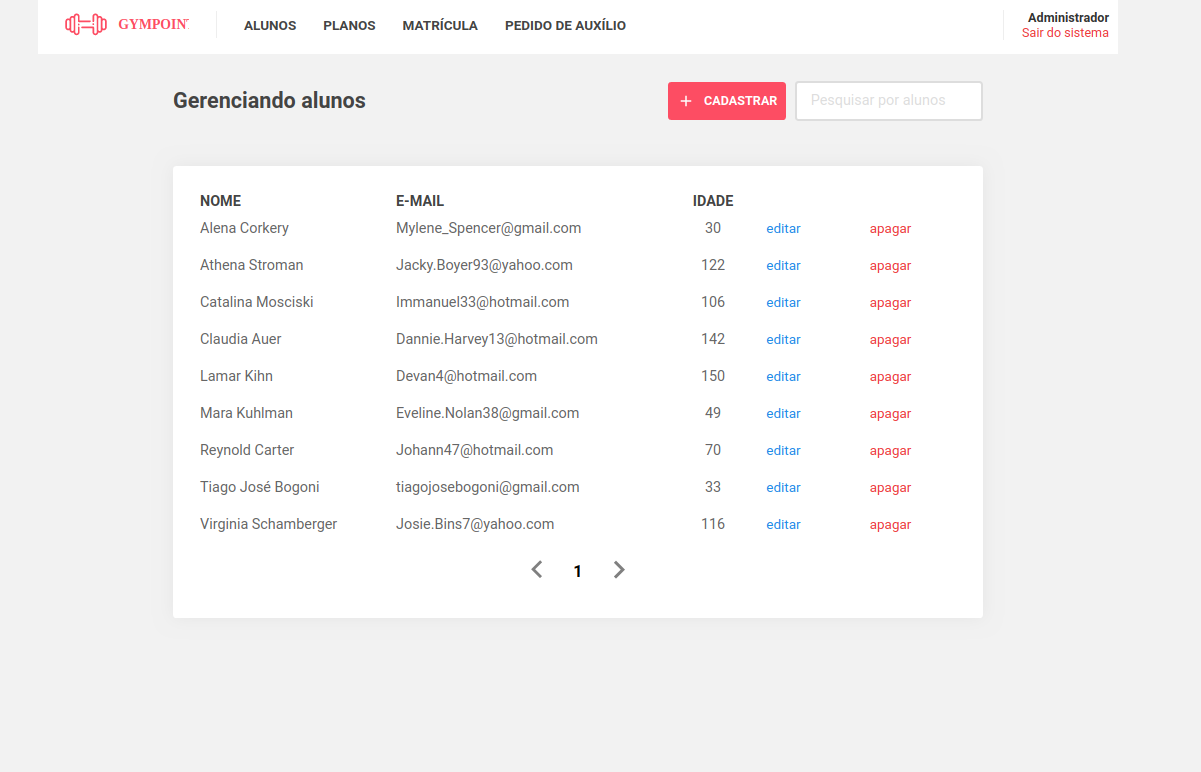 GYMPOINT ALUNOS PLANOS MATRÍCULA PEDIDO DE AUXÍLIO Administrador
Sair do sistema
Gerenciando alunos + CADASTRAR Pesquisar por alunos
NOME E-MAIL IDADE
Alena Corkery Mylene_Spencer@gmail.com 30 editar apagar
Athena Stroman Jacky.Boyer93@yahoo.com 122 editar apagar
Catalina Mosciski Immanuel33@hotmail.com 106 editar apagar
Claudia Auer Dannie.Harvey13@hotmail.com 142 editar apagar
Lamar Kihn Devan4@hotmail.com 150 editar apagar
Mara Kuhlman Eveline.Nolan38@gmail.com 49 editar apagar
Reynold Carter Johann47@hotmail.com 70 editar apagar
Tiago José Bogoni tiagojosebogoni@gmail.com 33 editar apagar
Virginia Schamberger Josie.Bins7@yahoo.com 116 editar apagar
1